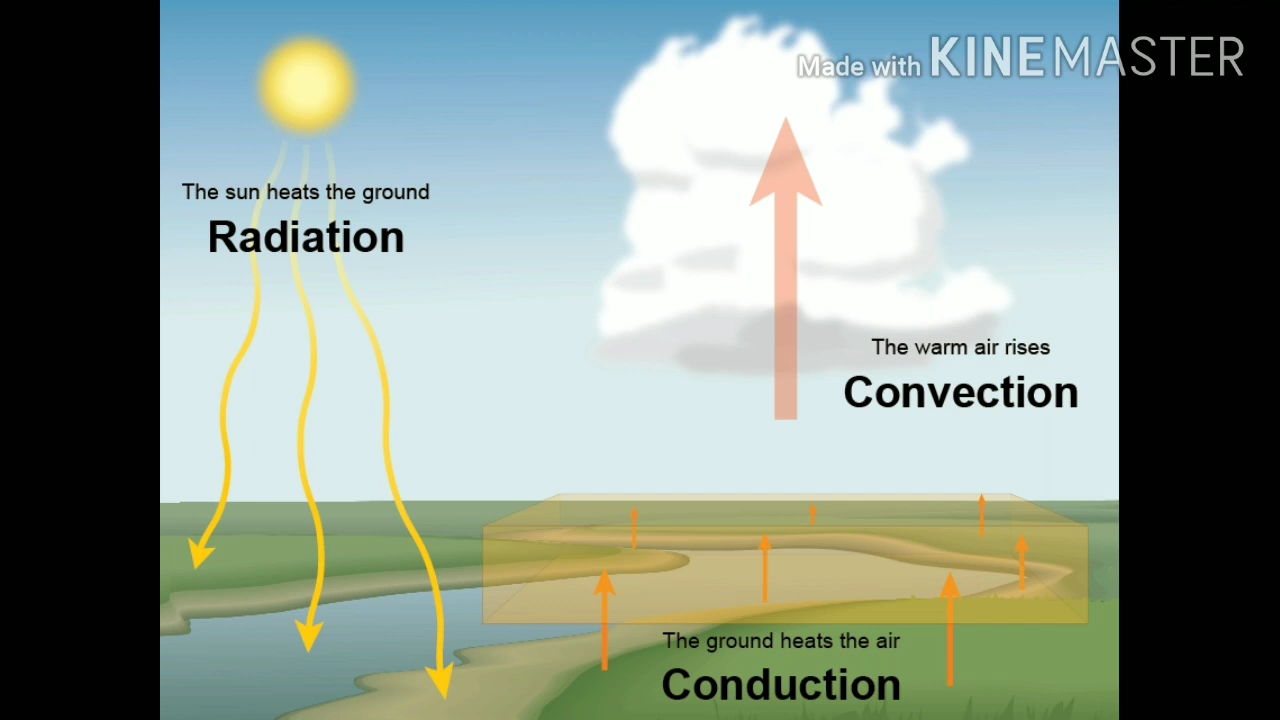 Made with KINEMASTER
The sun heats the ground
Radiation
The warm air rises
Convection
The ground heats the air
Conduction